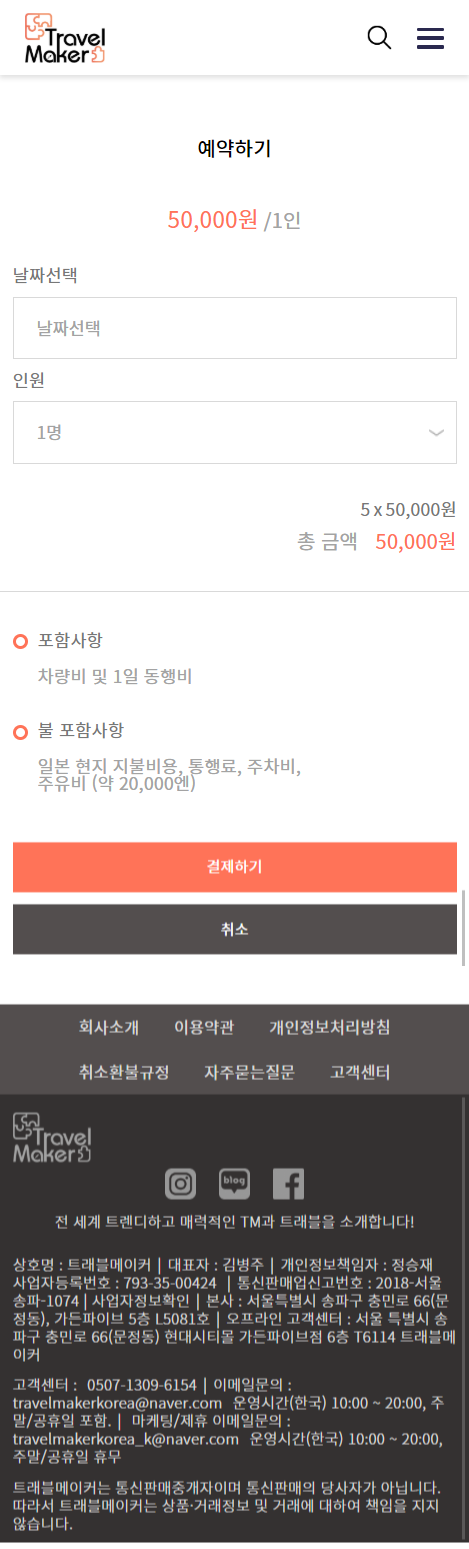 Travel
Maker
예약하기
50,000원 /1인
날짜선택
날짜선택
인원
1명
5 x 50,000원
총 금액 50,000원
포함사항
차량비 및 1일 동행비
불 포함사항
일본 현지 지불비용, 통행료, 주차비,
주유비 (약 20,000엔)
결제하기
취소
회사소개 이용약관 개인정보처리방침
취소환불규정 자주묻는질문 고객센터
Travel
Maker
blog
전 세계 트렌디하고 매력적인 TM과 트래블을 소개합니다!
상호명 : 트래블메이커 | 대표자 : 김병주 | 개인정보책임자 : 정승재
사업자등록번호 : 793-35-00424 | 통신판매업신고번호 : 2018-서울
송파-1074 | 사업자정보확인 | 본사 : 서울특별시 송파구 충민로 66(문
정동), 가든파이브 5층 L5081호 | 오프라인 고객센터 : 서울 특별시 송
파구 충민로 66(문정동) 현대시티몰 가든파이브점 6층 T6114 트래블메
이커
고객센터 : 0507-1309-6154 | 이메일문의 :
travelmakerkorea@naver.com 운영시간(한국) 10:00 ~ 20:00, 주
말/공휴일 포함. | 마케팅/제휴 이메일문의 :
travelmakerkorea_k@naver.com 운영시간(한국) 10:00 ~ 20:00,
주말/공휴일 휴무
트래블메이커는 통신판매중개자이며 통신판매의 당사자가 아닙니다.
따라서 트래블메이커는 상품·거래정보 및 거래에 대하여 책임을 지지
않습니다.